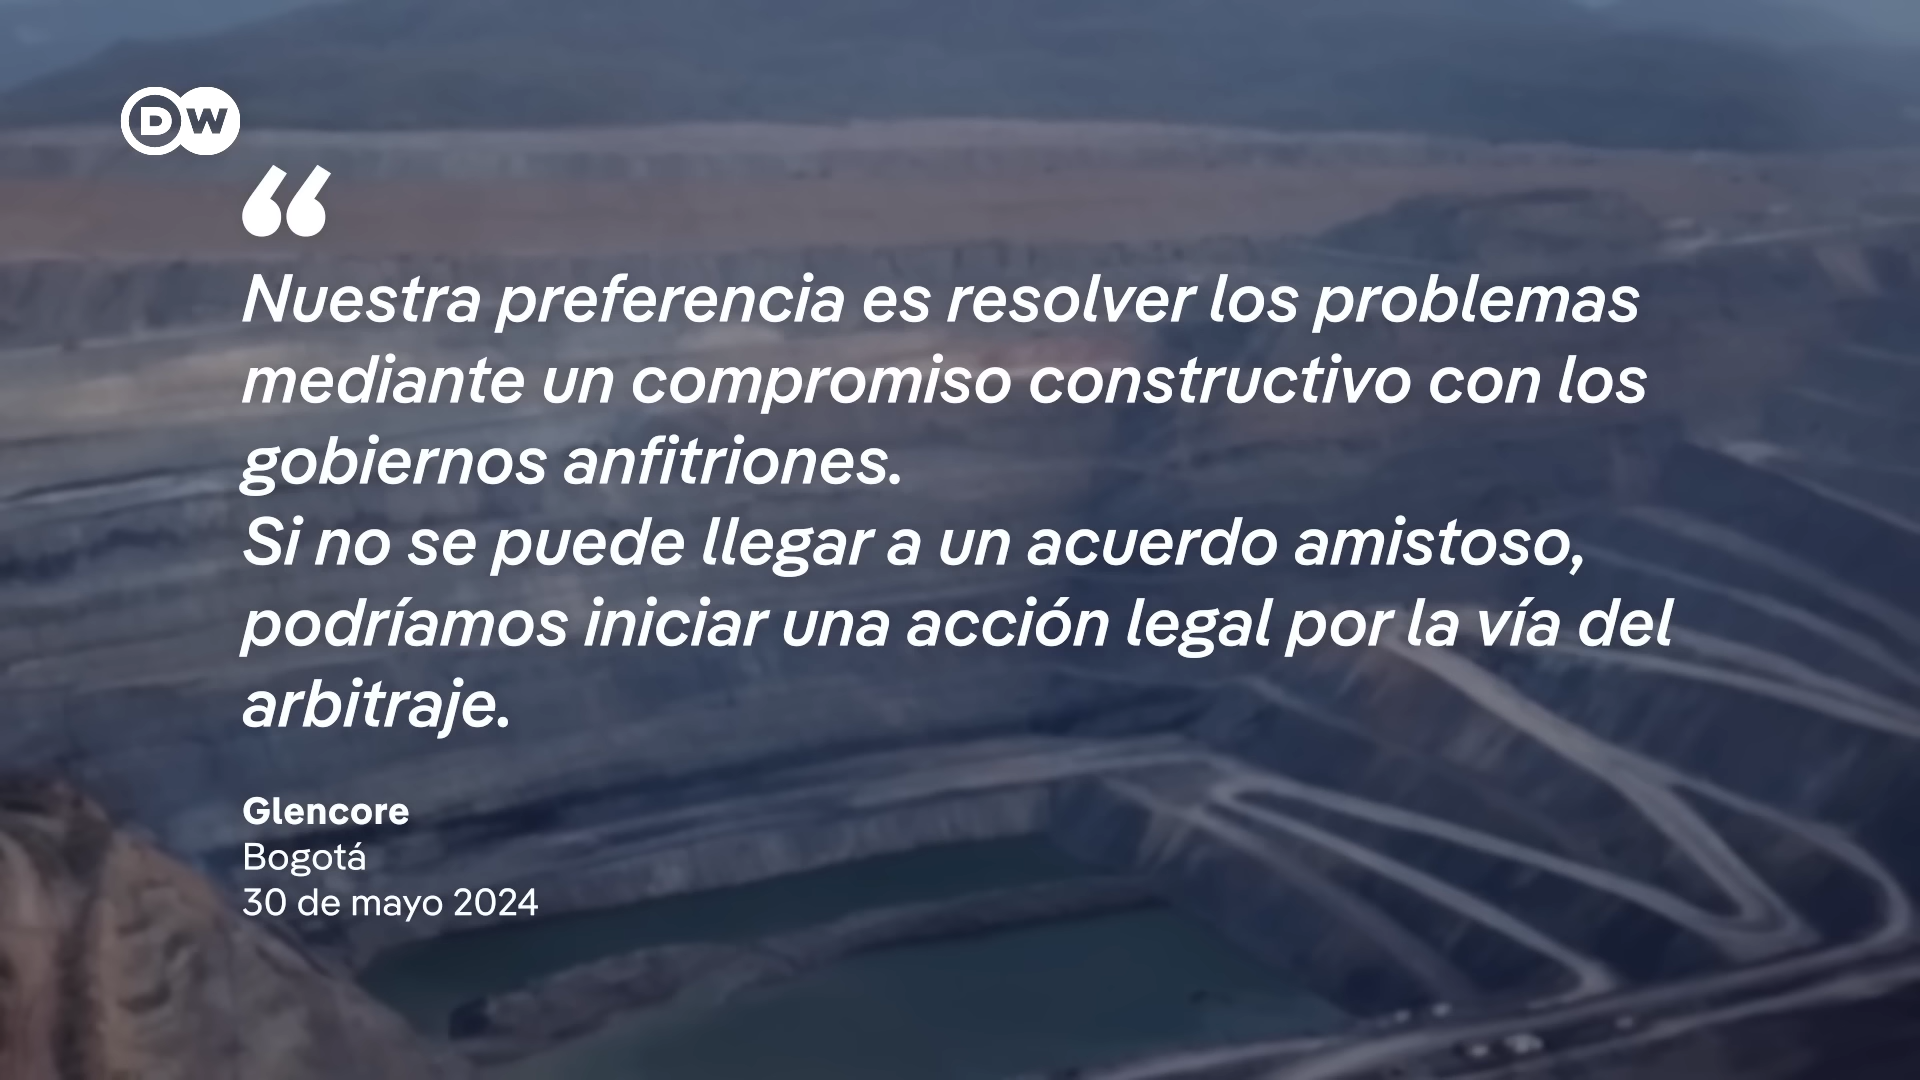 DW
“
Nuestra preferencia es resolver los problemas
mediante un compromiso constructivo con los
gobiernos anfitriones.
Si no se puede llegar a un acuerdo amistoso,
podríamos iniciar una acción legal por la vía del
arbitraje.
Glencore
Bogotá
30 de mayo 2024